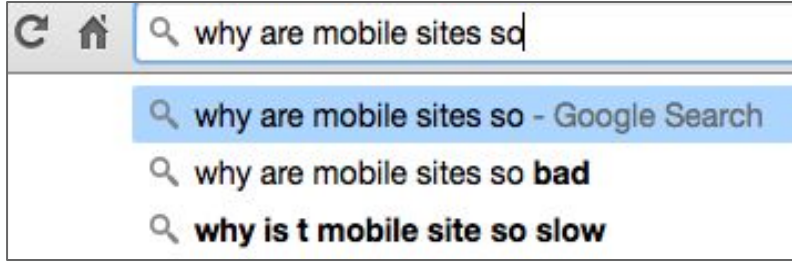 why are mobile sites so
why are mobile sites so - Google Search
why are mobile sites so bad
why is t mobile site so slow